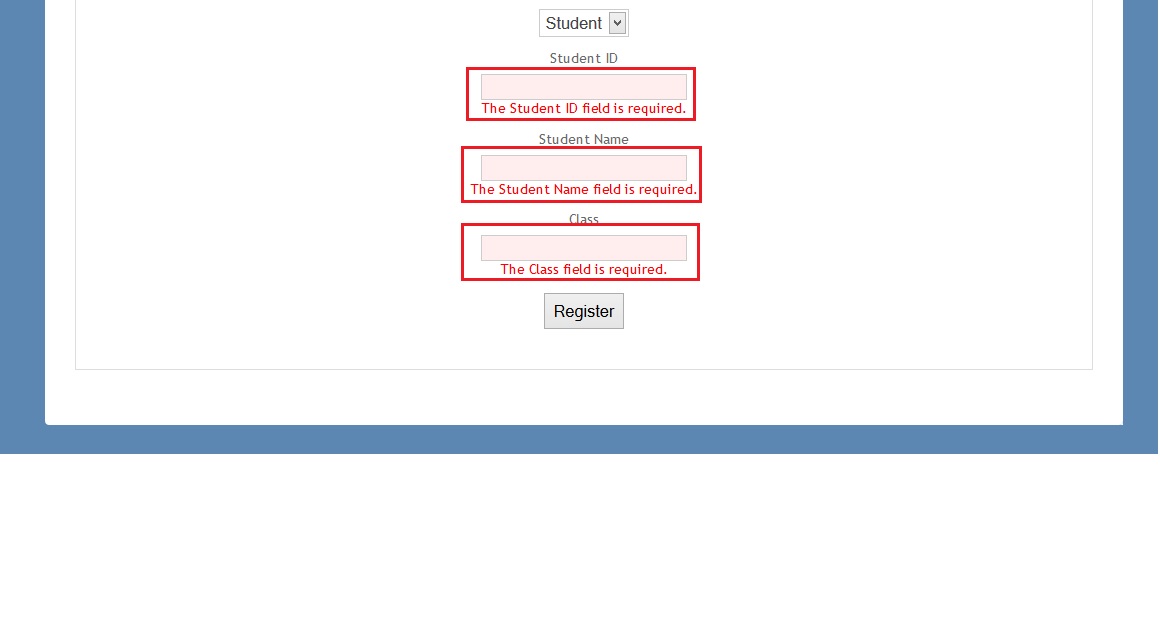 Student
Student ID
The Student ID field is required.
Student Name
The Student Name field is required.
Class
The Class field is required.
Register